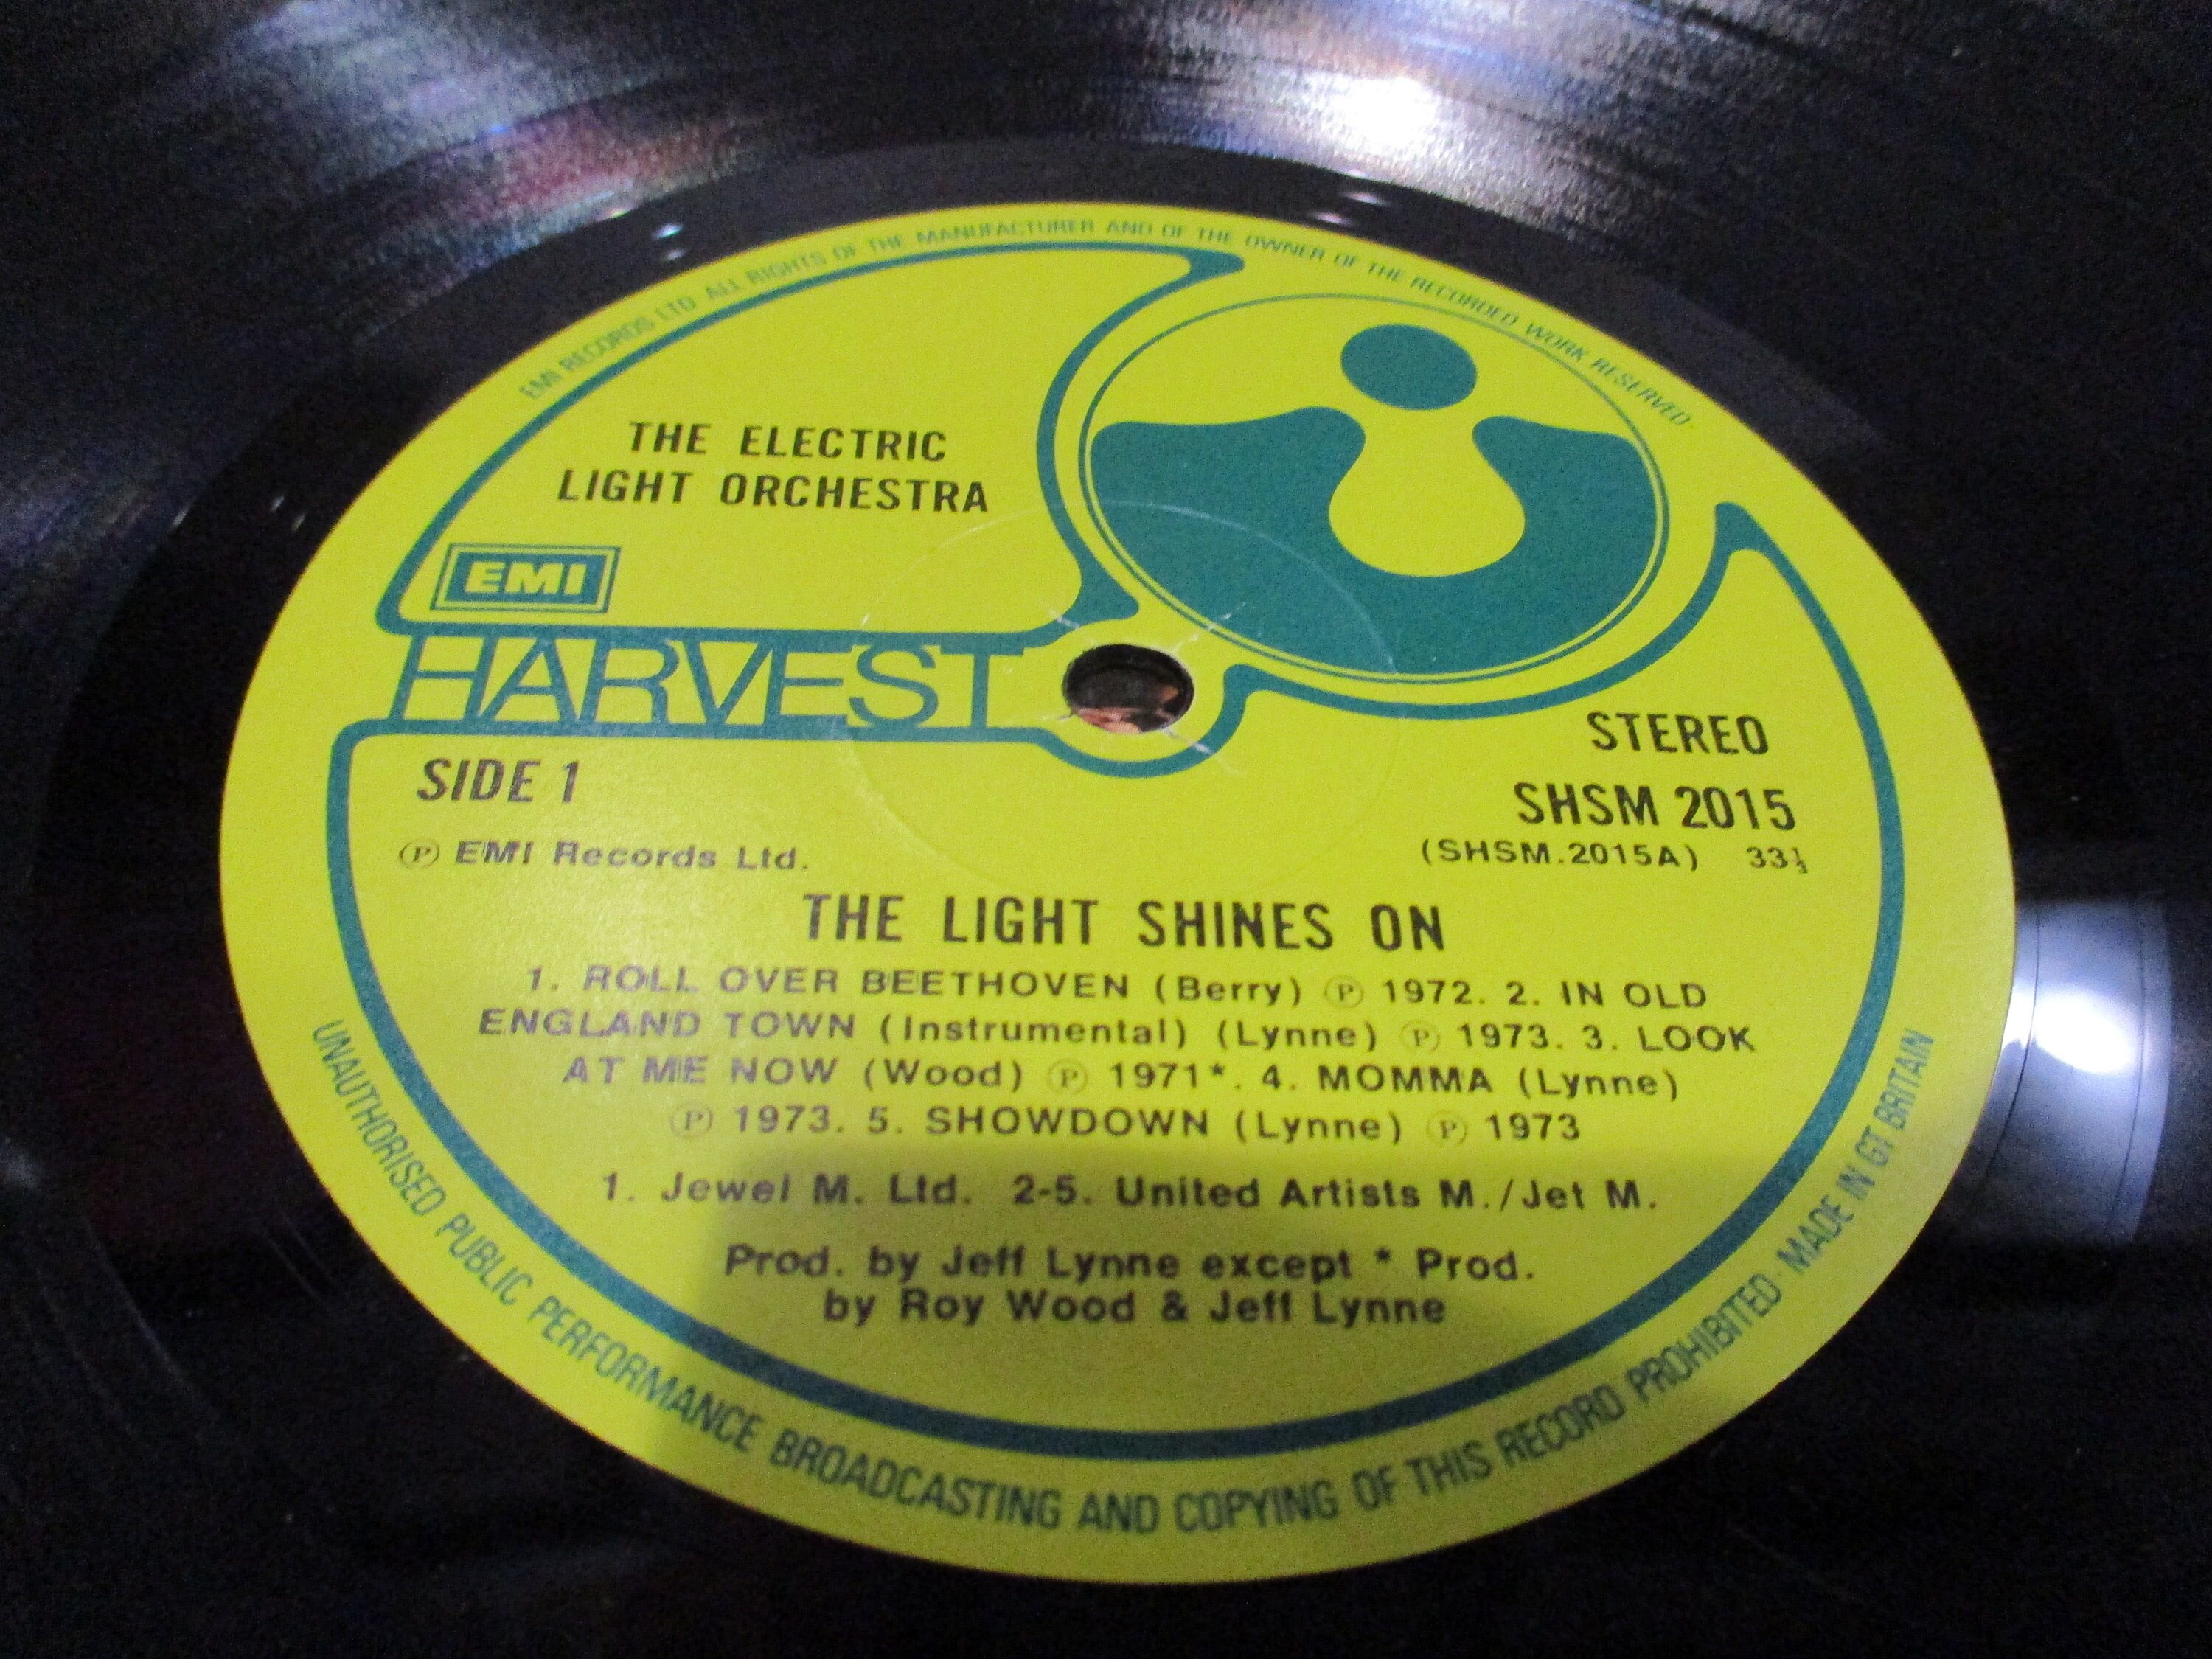 EMI RECORDS LTD ALL RIGHTS OF THE MANUFACTURER AND OF THE OWNER OF THE RECORDED WORK RESERVED
THE ELECTRIC
LIGHT ORCHESTRA
EMI
HARVEST
STEREO
SIDE 1
SHSM 2015
Ⓟ EMI Records Ltd.
(SHSM.2015A) 33⅓
THE LIGHT SHINES ON
1. ROLL OVER BEETHOVEN (Berry) Ⓟ 1972. 2. IN OLD
ENGLAND TOWN (Instrumental) (Lynne) Ⓟ 1973. 3. LOOK
AT ME NOW (Wood) Ⓟ 1971*. 4. MOMMA (Lynne)
Ⓟ 1973. 5. SHOWDOWN (Lynne) Ⓟ 1973
1. Jewel M. Ltd. 2-5. United Artists M./Jet M.
Prod. by Jeff Lynne except * Prod.
by Roy Wood & Jeff Lynne
UNAUTHORISED PUBLIC PERFORMANCE BROADCASTING AND COPYING OF THIS RECORD PROHIBITED · MADE IN GT BRITAIN